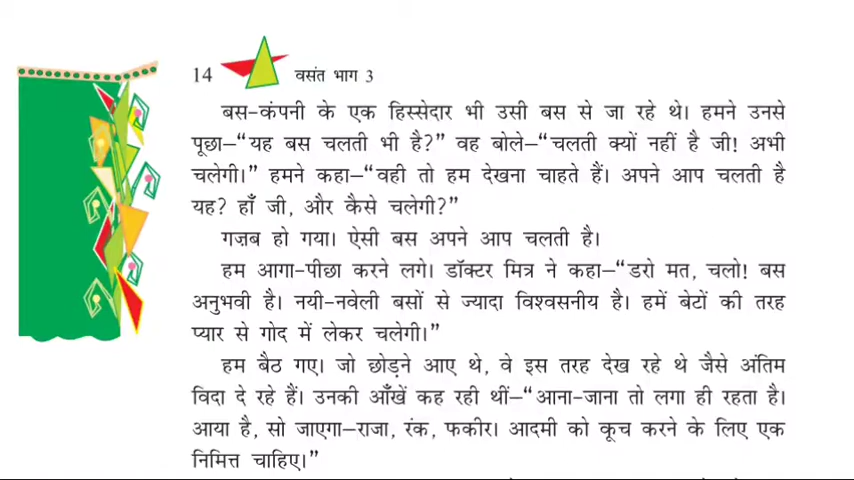 14 वसंत भाग 3
बस-कंपनी के एक हिस्सेदार भी उसी बस से जा रहे थे। हमने उनसे
पूछा–“यह बस चलती भी है?” वह बोले–“चलती क्यों नहीं है जी! अभी
चलेगी।” हमने कहा–“वही तो हम देखना चाहते हैं। अपने आप चलती है
यह? हाँ जी, और कैसे चलेगी?”
गज़ब हो गया। ऐसी बस अपने आप चलती है।
हम आगा-पीछा करने लगे। डॉक्टर मित्र ने कहा–“डरो मत, चलो! बस
अनुभवी है। नयी-नवेली बसों से ज्यादा विश्वसनीय है। हमें बेटों की तरह
प्यार से गोद में लेकर चलेगी।”
हम बैठ गए। जो छोड़ने आए थे, वे इस तरह देख रहे थे जैसे अंतिम
विदा दे रहे हैं। उनकी आँखें कह रही थीं–“आना-जाना तो लगा ही रहता है।
आया है, सो जाएगा–राजा, रंक, फकीर। आदमी को कूच करने के लिए एक
निमित्त चाहिए।”